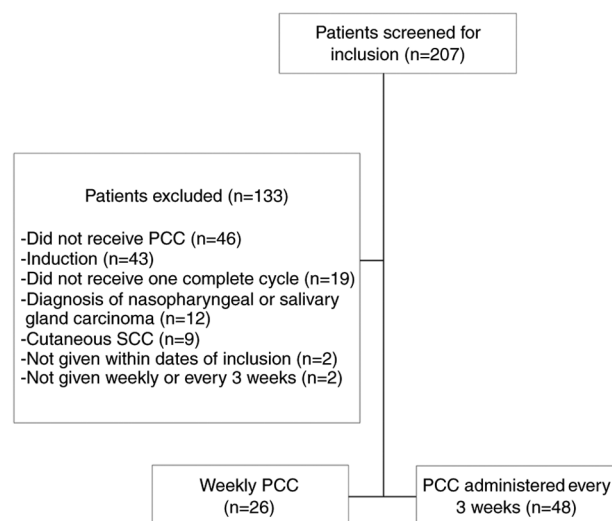 Patients screened for
inclusion (n=207)
Patients excluded (n=133)
-Did not receive PCC (n=46)
-Induction (n=43)
-Did not receive one complete cycle (n=19)
-Diagnosis of nasopharyngeal or salivary
gland carcinoma (n=12)
-Cutaneous SCC (n=9)
-Not given within dates of inclusion (n=2)
-Not given weekly or every 3 weeks (n=2)
Weekly PCC
(n=26)
PCC administered every
3 weeks (n=48)